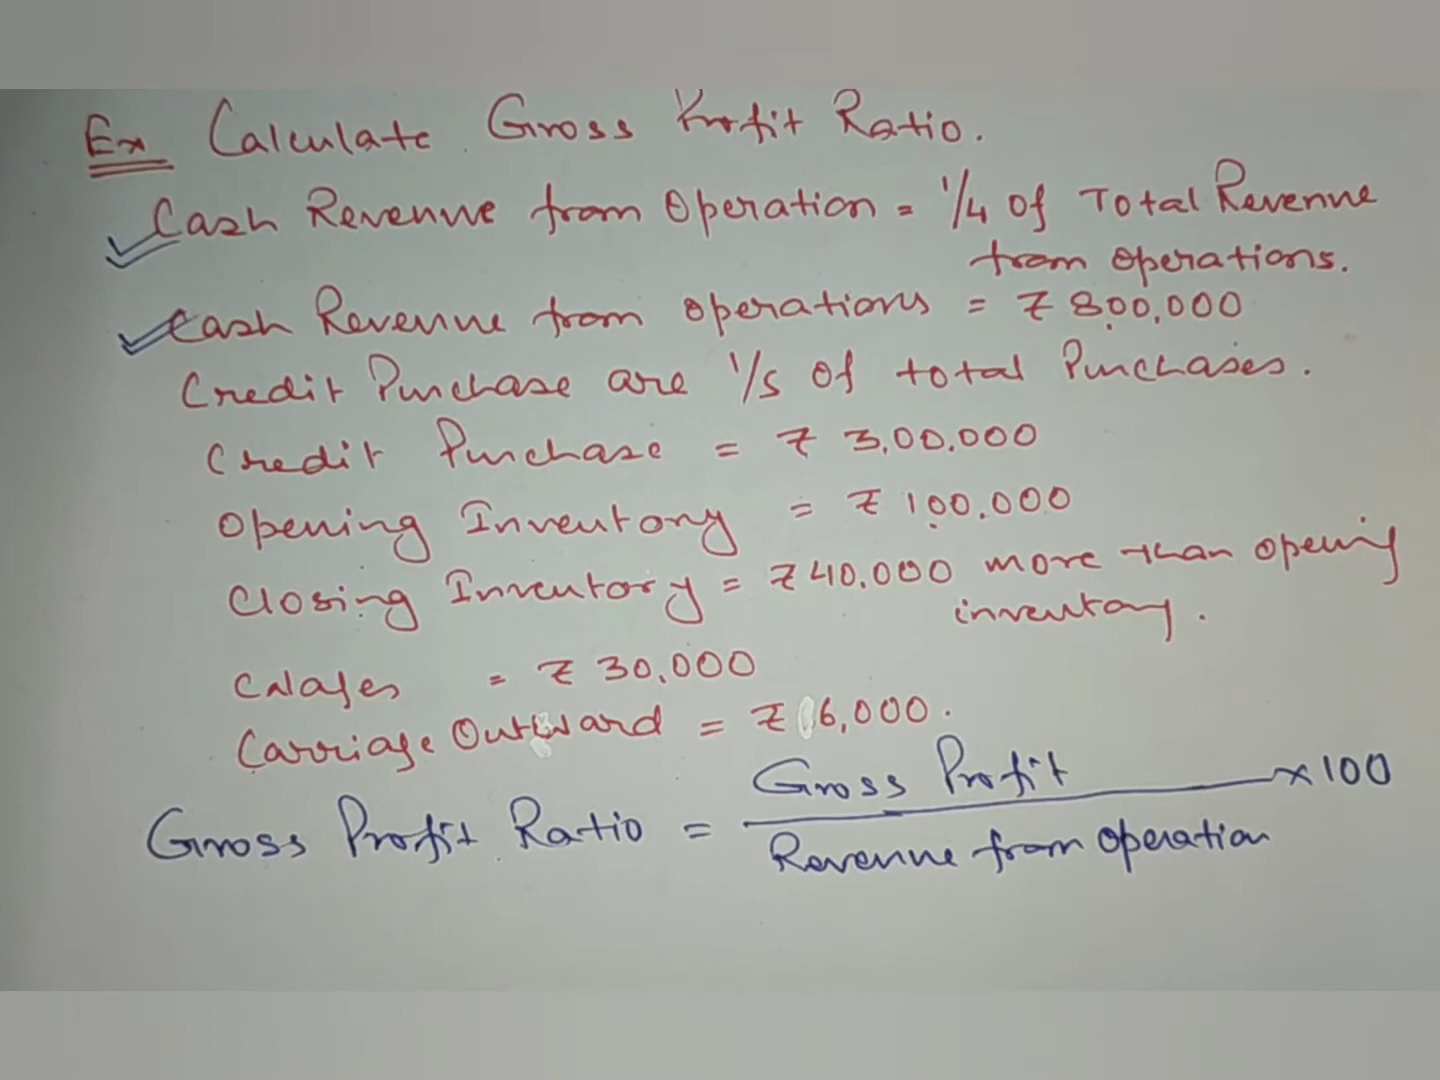 Ex Calculate Gross Profit Ratio.
Cash Revenue from Operation = 1/4 of Total Revenue
from operations.
Cash Revenue from operations = ₹ 800,000
Credit Purchase are 1/5 of total Purchases.
Credit Purchase = ₹ 3,00,000
Opening Inventory = ₹ 100,000
Closing Inventory = ₹ 40,000 more than opening
inventory.
= ₹ 30,000
Carriage Outward = ₹ 6,000.
Gross Profit Ratio = Gross Profit × 100
Revenue from operation